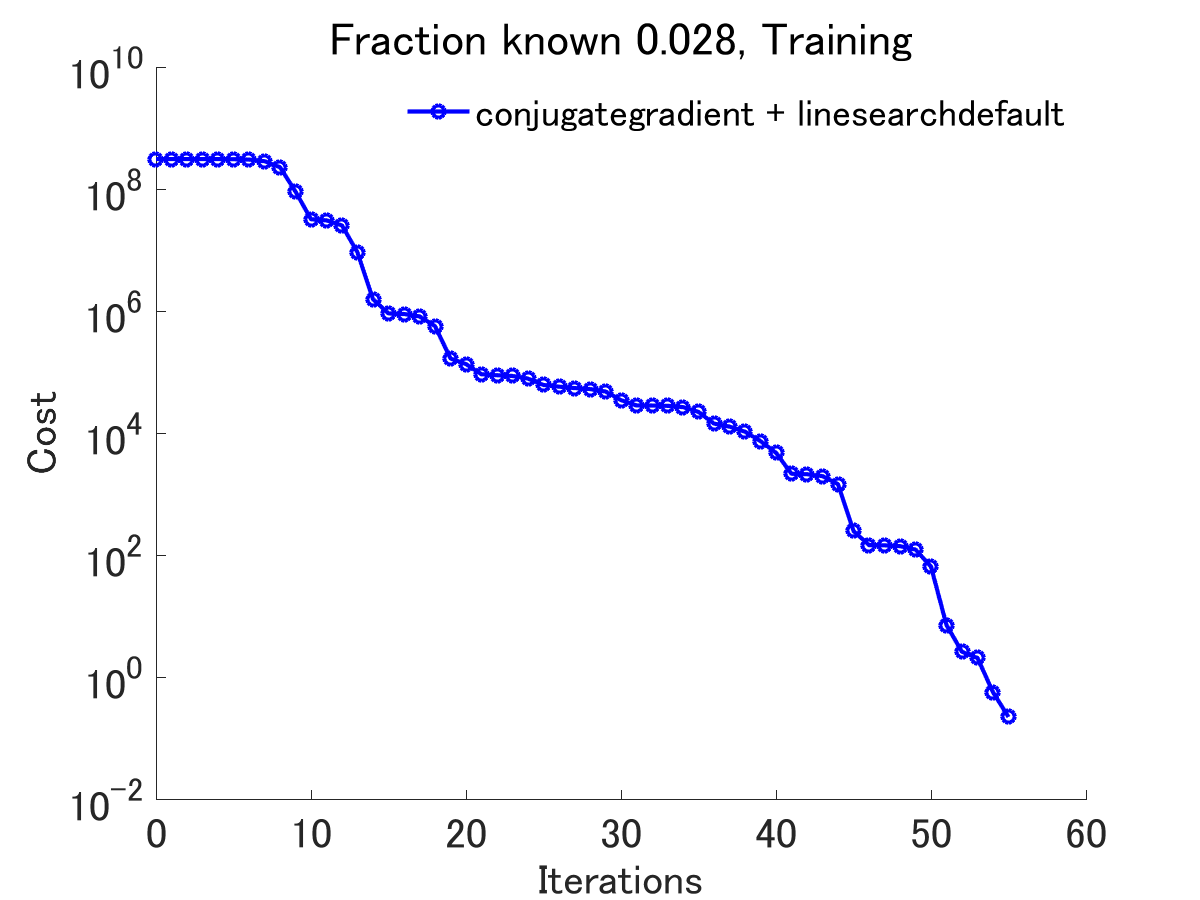 Fraction known 0.028, Training
conjugategradient + linesearchdefault
10^10
10^8
10^6
10^4
10^2
10^0
10^-2
Cost
0 10 20 30 40 50 60
Iterations